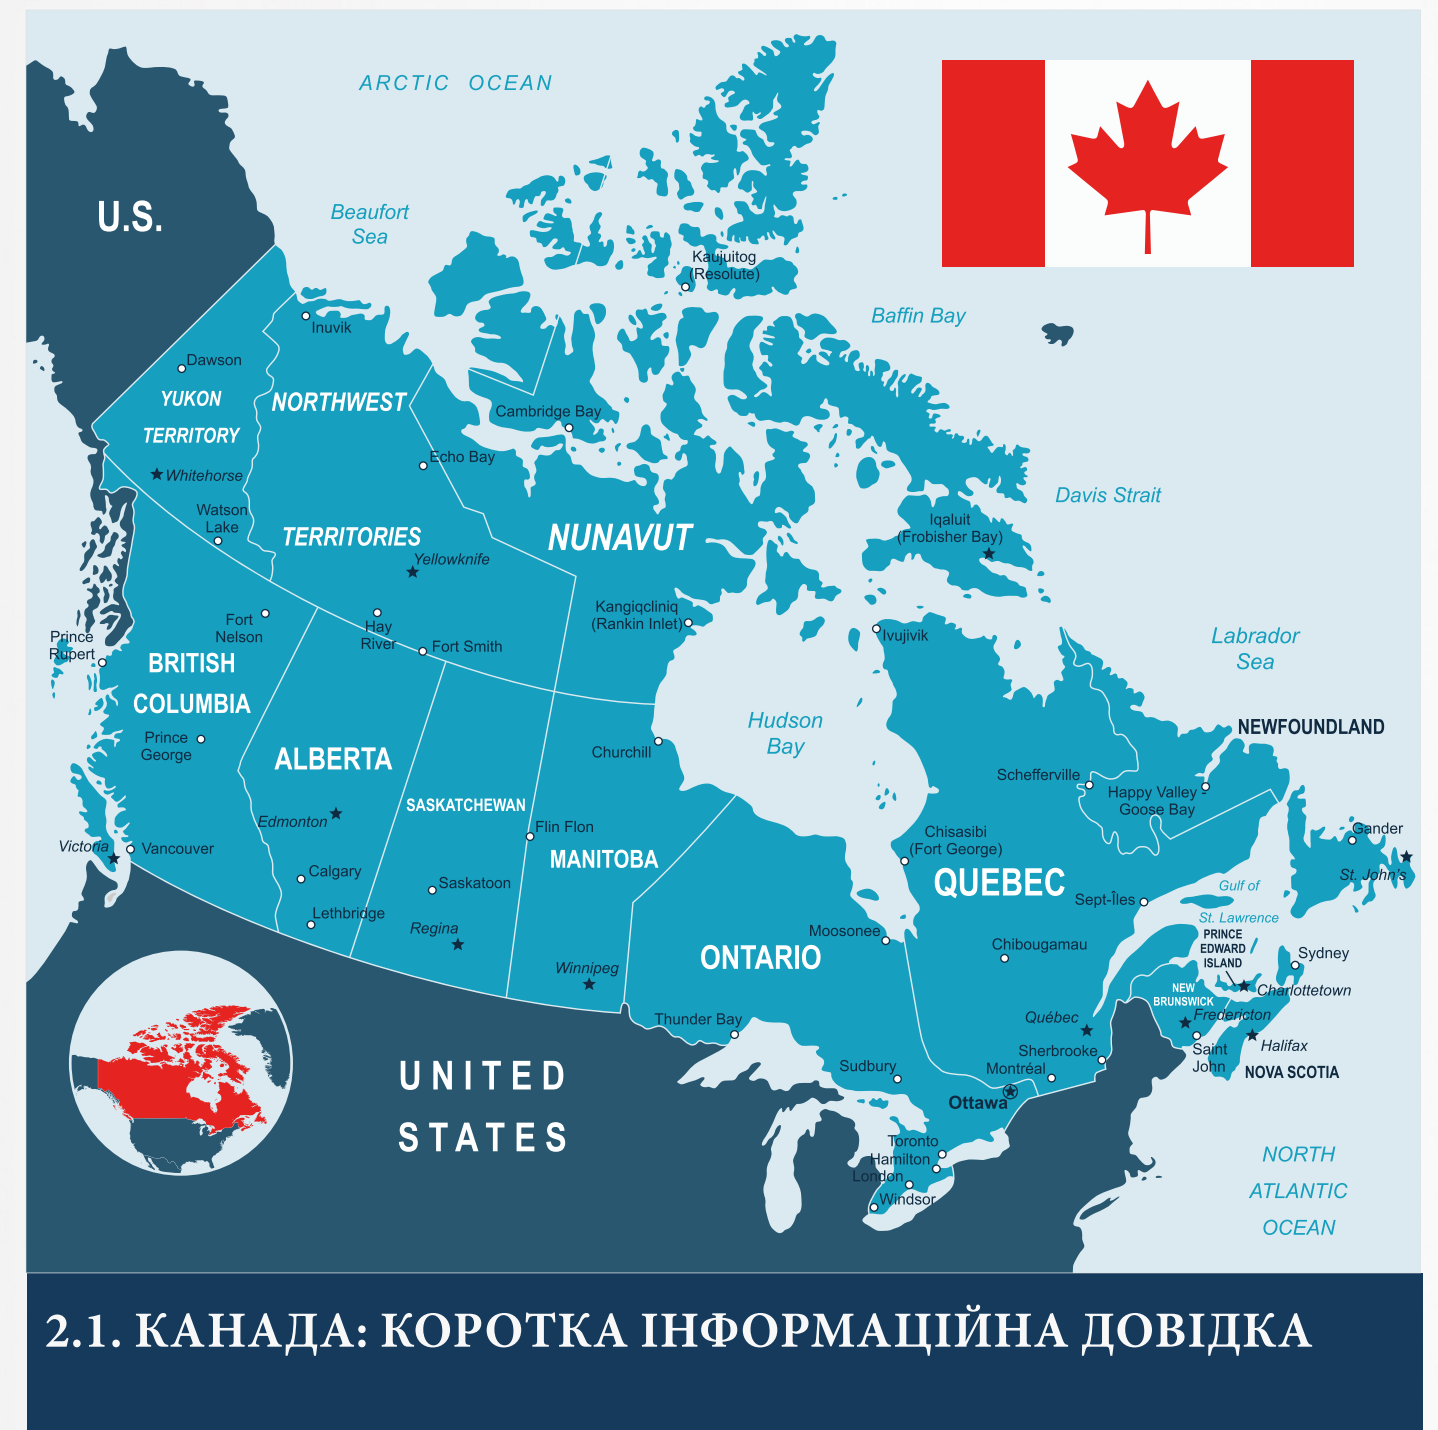 ARCTIC OCEAN
U.S.
Beaufort
Sea
Kaujuitog
(Resolute)
Baffin Bay
Inuvik
Dawson
YUKON
TERRITORY
NORTHWEST
Cambridge Bay
Echo Bay
Whitehorse
Davis Strait
Watson
Lake
TERRITORIES
NUNAVUT
Iqaluit
(Frobisher Bay)
Yellowknife
Kangiqcliniq
(Rankin Inlet)
Fort
Nelson
Hay
River
Fort Smith
Ivujivik
Labrador
Sea
Prince
Rupert
BRITISH
COLUMBIA
Hudson
Bay
NEWFOUNDLAND
Prince
George
ALBERTA
Churchill
Schefferville
Happy Valley -
Goose Bay
SASKATCHEWAN
Edmonton
Flin Flon
Chisasibi
(Fort George)
Gander
Victoria
Vancouver
MANITOBA
Calgary
Saskatoon
QUEBEC
St. John's
Gulf of
St. Lawrence
Sept-Îles
Lethbridge
Regina
Moosonee
Chibougamau
PRINCE
EDWARD
ISLAND
Sydney
ONTARIO
Winnipeg
NEW
BRUNSWICK
Charlottetown
Thunder Bay
Québec
Fredericton
Sherbrooke
Saint
John
Halifax
Sudbury
Montréal
NOVA SCOTIA
UNITED
STATES
Ottawa
Toronto
Hamilton
London
Windsor
NORTH
ATLANTIC
OCEAN
2.1. КАНАДА: КОРОТКА ІНФОРМАЦІЙНА ДОВІДКА